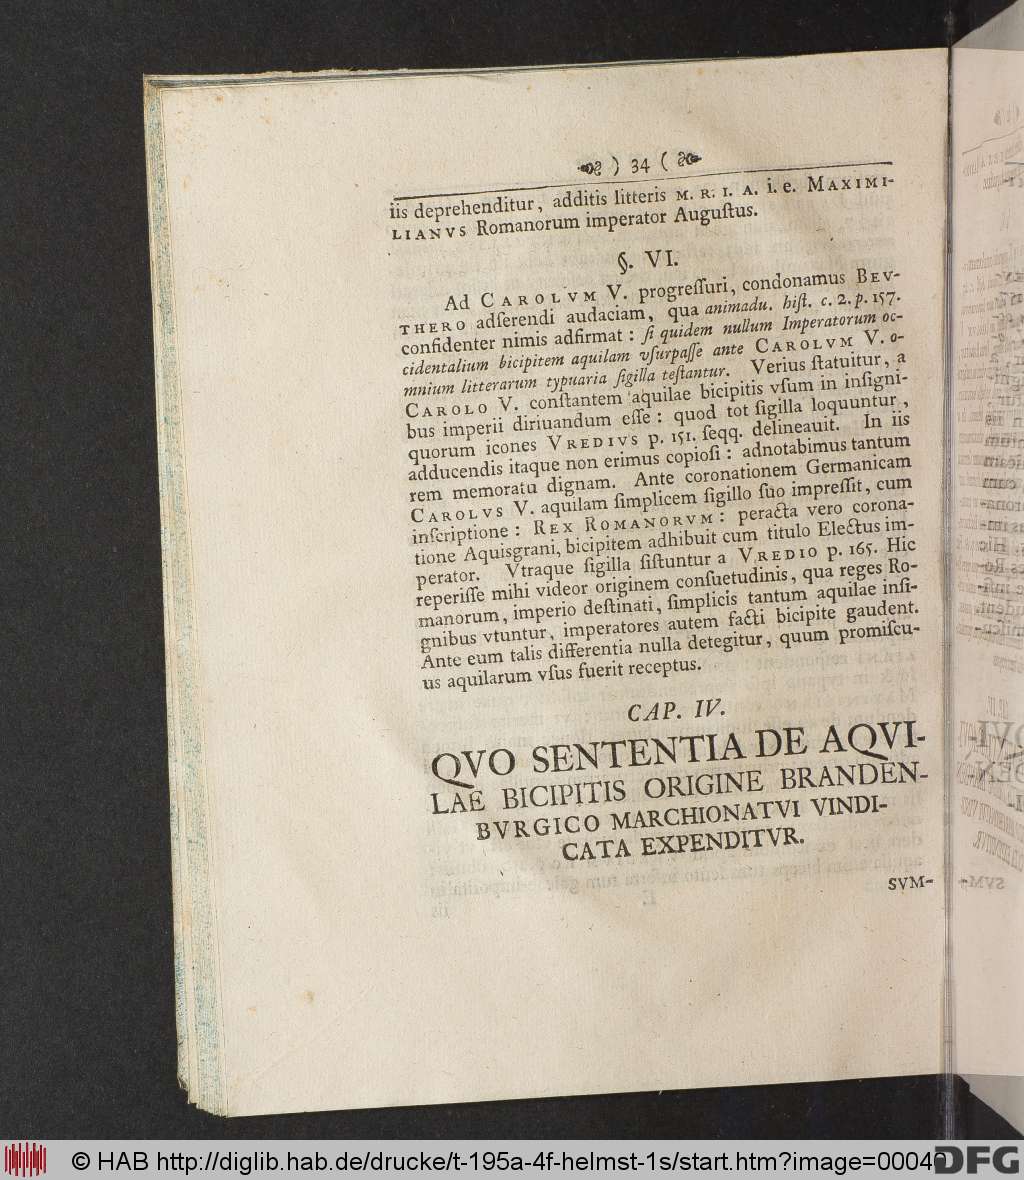 ) 34 (
iis deprehenditur, additis litteris M. R. I. A. i. e. MAXIMI-
LIANVS Romanorum imperator Auguſtus.
§. VI.
Ad CAROLVM V. progreſſuri, condonamus BEV-
THERO adſerendi audaciam, qua animadu. hiſt. c. 2. p. 157.
confidenter nimis adfirmat: ſi quidem nullum Imperatorum oc-
cidentalium bicipitem aquilam vſurpaſſe ante CAROLVM V. o-
mnium litterarum typuaria ſigilla teſtantur. Verius ſtatuitur, a
CAROLO V. conſtantem aquilae bicipitis vſum in inſigni-
bus imperii diriuandum eſſe: quod tot ſigilla loquuntur,
quorum icones VREDIVS p. 151. ſeqq. delineauit. In iis
adducendis itaque non erimus copioſi: adnotabimus tantum
rem memoratu dignam. Ante coronationem Germanicam
CAROLVS V. aquilam ſimplicem ſigillo ſuo impreſſit, cum
inſcriptione: REX ROMANORVM: peracta vero corona-
tione Aquisgrani, bicipitem adhibuit cum titulo Electus im-
perator. Vtraque ſigilla ſiſtuntur a VREDIO p. 165. Hic
reperiſſe mihi videor originem conſuetudinis, qua reges Ro-
manorum, imperio deſtinati, ſimplicis tantum aquilae inſi-
gnibus vtuntur, imperatores autem facti bicipite gaudent.
Ante eum talis differentia nulla detegitur, quum promiſcu-
us aquilarum vſus fuerit receptus.
CAP. IV.
QVO SENTENTIA DE AQVI-
LAE BICIPITIS ORIGINE BRANDEN-
BVRGICO MARCHIONATVI VINDI-
CATA EXPENDITVR.
SVM-
© HAB http://diglib.hab.de/drucke/t-195a-4f-helmst-1s/start.htm?image=00040
DFG